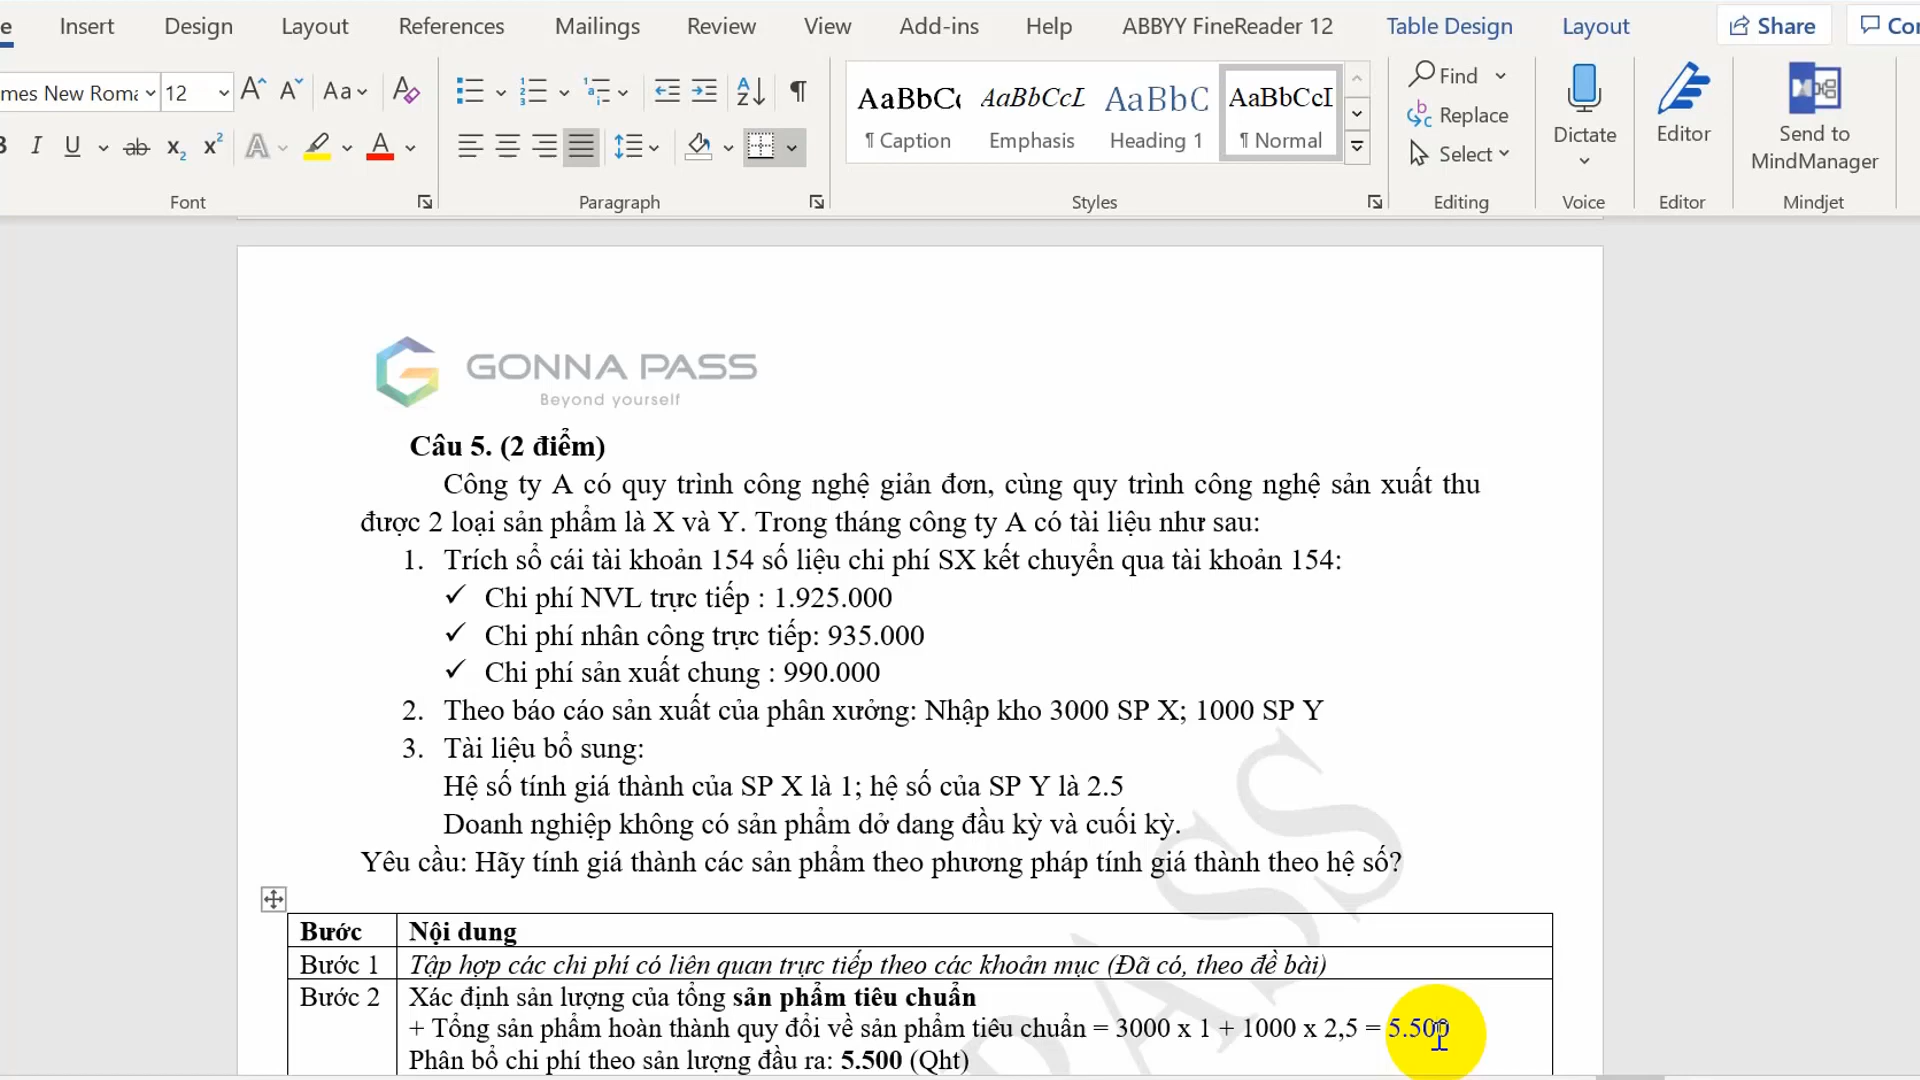 Insert Design Layout References Mailings Review View Add-ins Help ABBYY FineReader 12 Table Design Layout Share
12 Aa Find
AaBbCcI
Replace Dictate Editor Send to MindManager
¶ Caption Emphasis Heading 1 ¶ Normal
Select
Font Paragraph Styles Editing Voice Editor Mindjet
GONNA PASS
Beyond yourself
Câu 5. (2 điểm)
Công ty A có quy trình công nghệ giản đơn, cùng quy trình công nghệ sản xuất thu
được 2 loại sản phẩm là X và Y. Trong tháng công ty A có tài liệu như sau:
1. Trích sổ cái tài khoản 154 số liệu chi phí SX kết chuyển qua tài khoản 154:
✓ Chi phí NVL trực tiếp : 1.925.000
✓ Chi phí nhân công trực tiếp: 935.000
✓ Chi phí sản xuất chung : 990.000
2. Theo báo cáo sản xuất của phân xưởng: Nhập kho 3000 SP X; 1000 SP Y
3. Tài liệu bổ sung:
Hệ số tính giá thành của SP X là 1; hệ số của SP Y là 2.5
Doanh nghiệp không có sản phẩm dở dang đầu kỳ và cuối kỳ.
Yêu cầu: Hãy tính giá thành các sản phẩm theo phương pháp tính giá thành theo hệ số?
Bước Nội dung
Bước 1 Tập hợp các chi phí có liên quan trực tiếp theo các khoản mục (Đã có, theo đề bài)
Bước 2 Xác định sản lượng của tổng sản phẩm tiêu chuẩn
+ Tổng sản phẩm hoàn thành quy đổi về sản phẩm tiêu chuẩn = 3000 x 1 + 1000 x 2,5 = 5.500
Phân bổ chi phí theo sản lượng đầu ra: 5.500 (Qht)
PASS